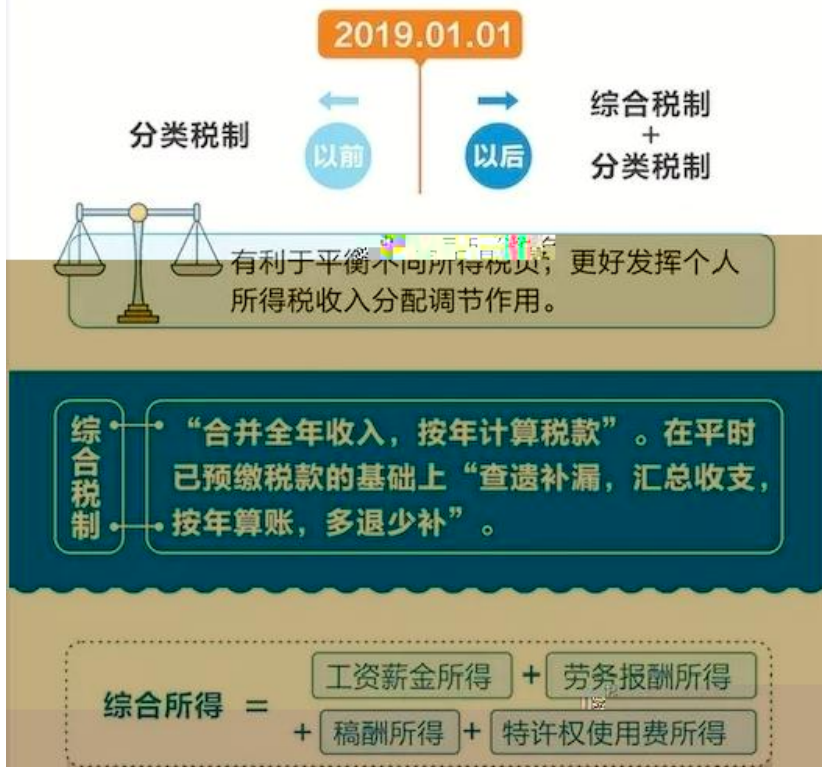 2019.01.01
分类税制
以前
以后
综合税制
+
分类税制
有利于平衡不同所得税负，更好发挥个人
所得税收入分配调节作用。
综合税制
“合并全年收入，按年计算税款”。在平时
已预缴税款的基础上“查遗补漏，汇总收支，
按年算账，多退少补”。
综合所得 = 工资薪金所得 + 劳务报酬所得
+ 稿酬所得 + 特许权使用费所得